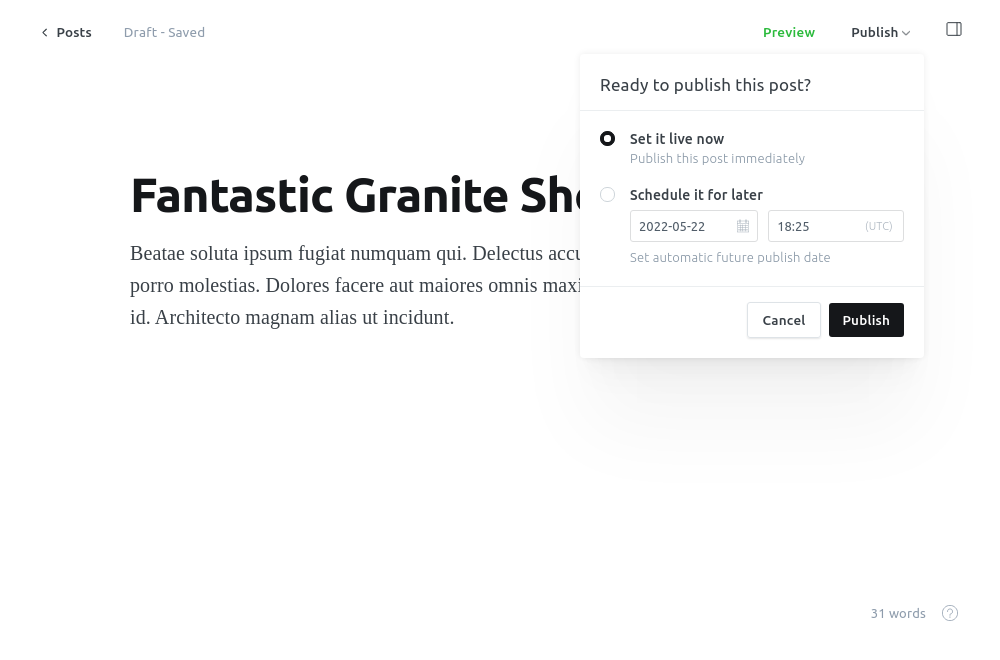 Posts Draft - Saved Preview Publish
Ready to publish this post?
Set it live now
Publish this post immediately
Schedule it for later
2022-05-22 18:25 (UTC)
Set automatic future publish date
Cancel Publish
Fantastic Granite
Beatae soluta ipsum fugiat numquam qui. Delectus
porro molestias. Dolores facere aut maiores omnis
id. Architecto magnam alias ut incidunt.
31 words ?